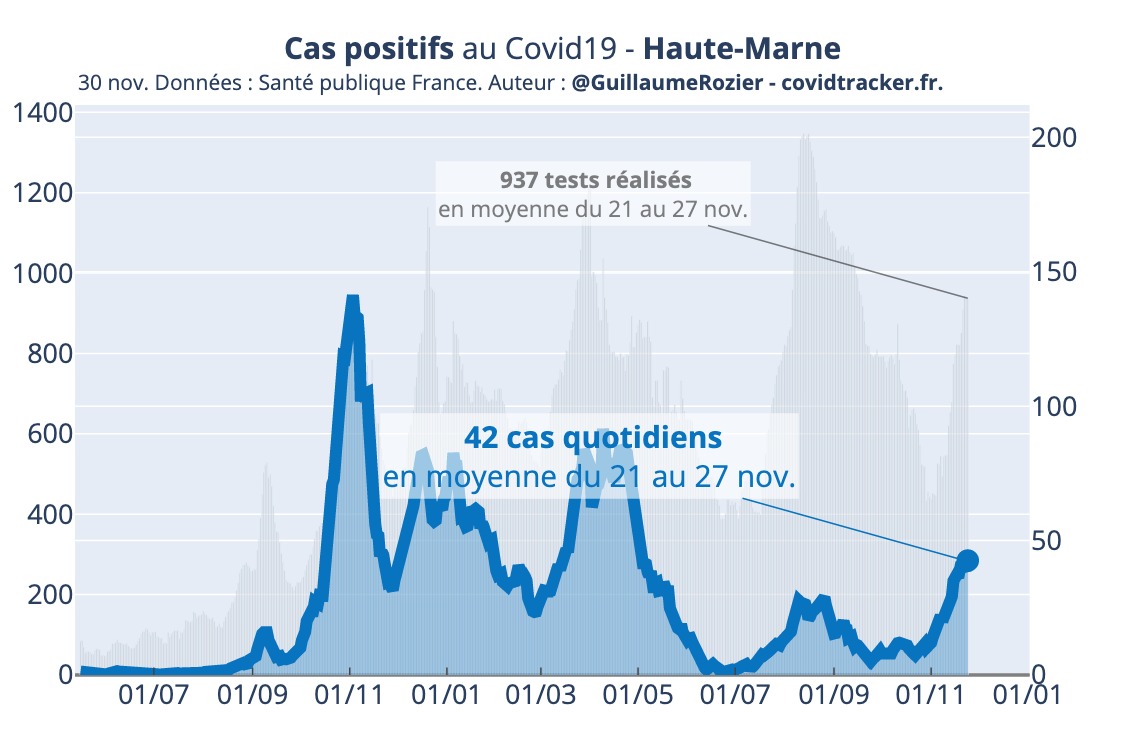 Cas positifs au Covid19 - Haute-Marne
30 nov. Données : Santé publique France. Auteur : @GuillaumeRozier - covidtracker.fr.
1400
1200
1000
800
600
400
200
0
200
150
100
50
0
937 tests réalisés
en moyenne du 21 au 27 nov.
42 cas quotidiens
en moyenne du 21 au 27 nov.
01/07 01/09 01/11 01/01 01/03 01/05 01/07 01/09 01/11 01/01